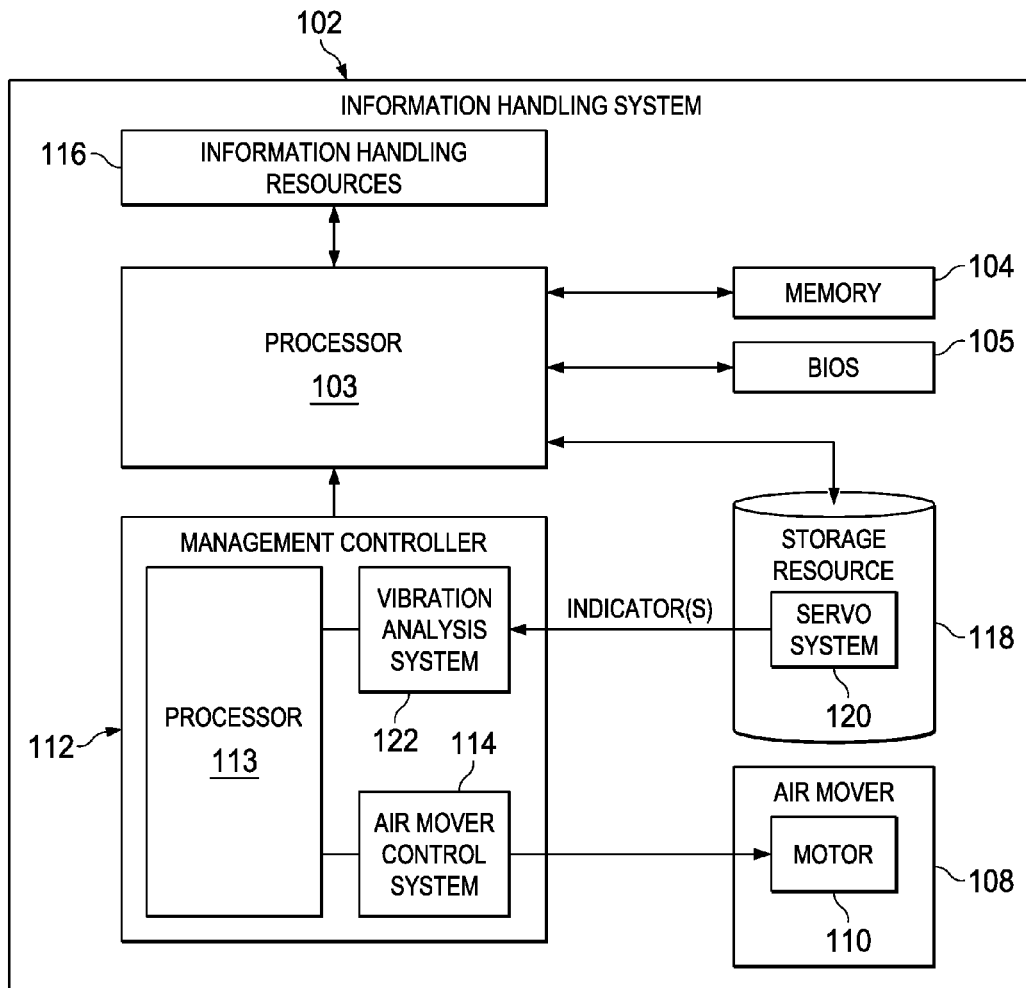 102
INFORMATION HANDLING SYSTEM
116
INFORMATION HANDLING
RESOURCES
PROCESSOR
103
104
MEMORY
105
BIOS
MANAGEMENT CONTROLLER
PROCESSOR
113
112
VIBRATION
ANALYSIS
SYSTEM
122
INDICATOR(S)
STORAGE
RESOURCE
SERVO
SYSTEM
120
118
114
AIR MOVER
CONTROL
SYSTEM
AIR MOVER
MOTOR
110
108